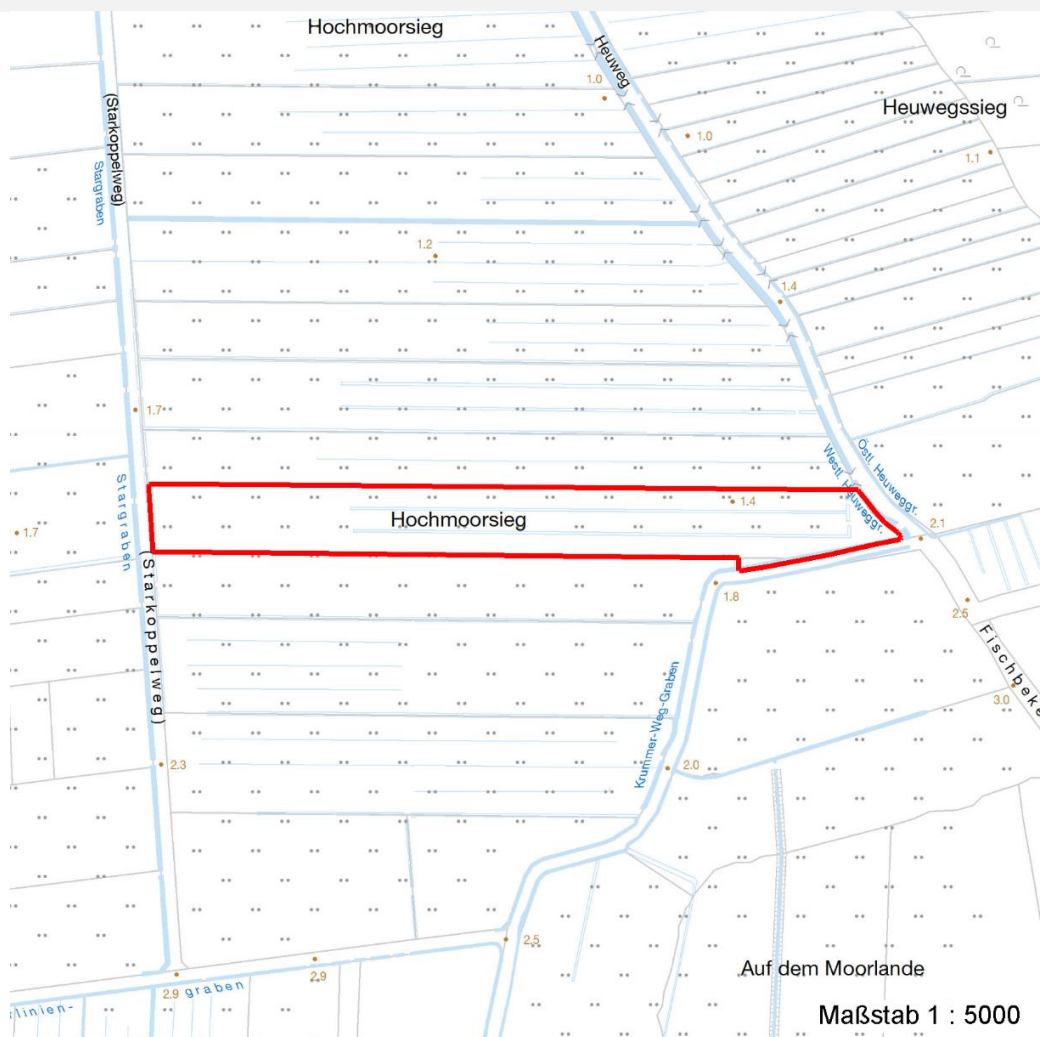 Hochmoorsieg
Heuweg
1.0
Heuwegssieg
1.0
1.1
(Starkoppelweg)
Stargraben
1.2
1.4
1.7
Westl. Heuweggr.
Östl. Heuweggr.
Stargraben
1.7
1.4
Hochmoorsieg
2.1
(Starkoppelweg)
1.8
2.5
Fischbeke
3.0
Krummer-Weg-Graben
2.3
2.0
2.5
2.9
2.9
graben
linien-
Auf dem Moorlande
Maßstab 1 : 5000